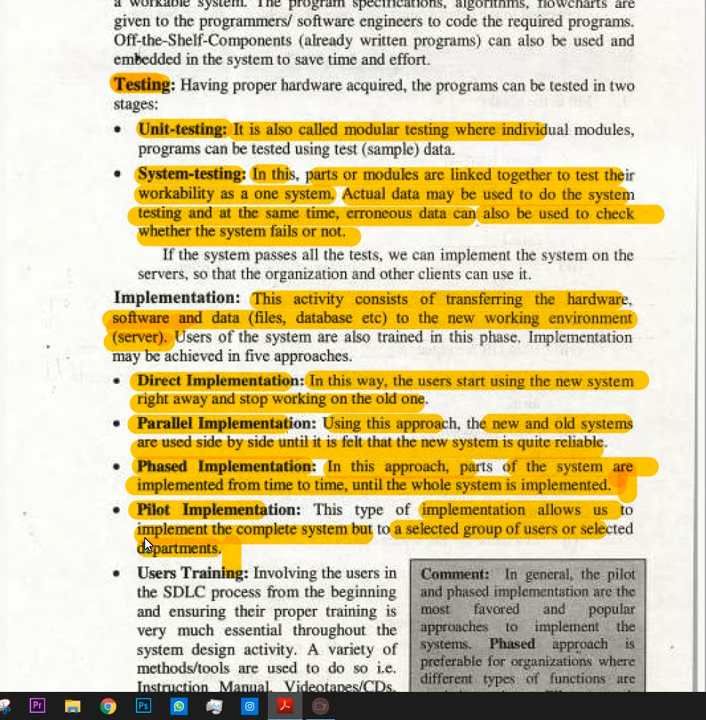 a workable system. The program specifications, algorithms, flowcharts are
given to the programmers/ software engineers to code the required programs.
Off-the-Shelf-Components (already written programs) can also be used and
embedded in the system to save time and effort.
Testing: Having proper hardware acquired, the programs can be tested in two
stages:
• Unit-testing: It is also called modular testing where individual modules,
programs can be tested using test (sample) data.
• System-testing: In this, parts or modules are linked together to test their
workability as a one system. Actual data may be used to do the system
testing and at the same time, erroneous data can also be used to check
whether the system fails or not.
If the system passes all the tests, we can implement the system on the
servers, so that the organization and other clients can use it.
Implementation: This activity consists of transferring the hardware,
software and data (files, database etc) to the new working environment
(server). Users of the system are also trained in this phase. Implementation
may be achieved in five approaches.
• Direct Implementation: In this way, the users start using the new system
right away and stop working on the old one.
• Parallel Implementation: Using this approach, the new and old systems
are used side by side until it is felt that the new system is quite reliable.
• Phased Implementation: In this approach, parts of the system are
implemented from time to time, until the whole system is implemented.
• Pilot Implementation: This type of implementation allows us to
implement the complete system but to a selected group of users or selected
departments.
• Users Training: Involving the users in
the SDLC process from the beginning
and ensuring their proper training is
very much essential throughout the
system design activity. A variety of
methods/tools are used to do so i.e.
Instruction Manual, Videotapes/CDs,
Comment: In general, the pilot
and phased implementation are the
most favored and popular
approaches to implement the
systems. Phased approach is
preferable for organizations where
different types of functions are
Pr
Ps